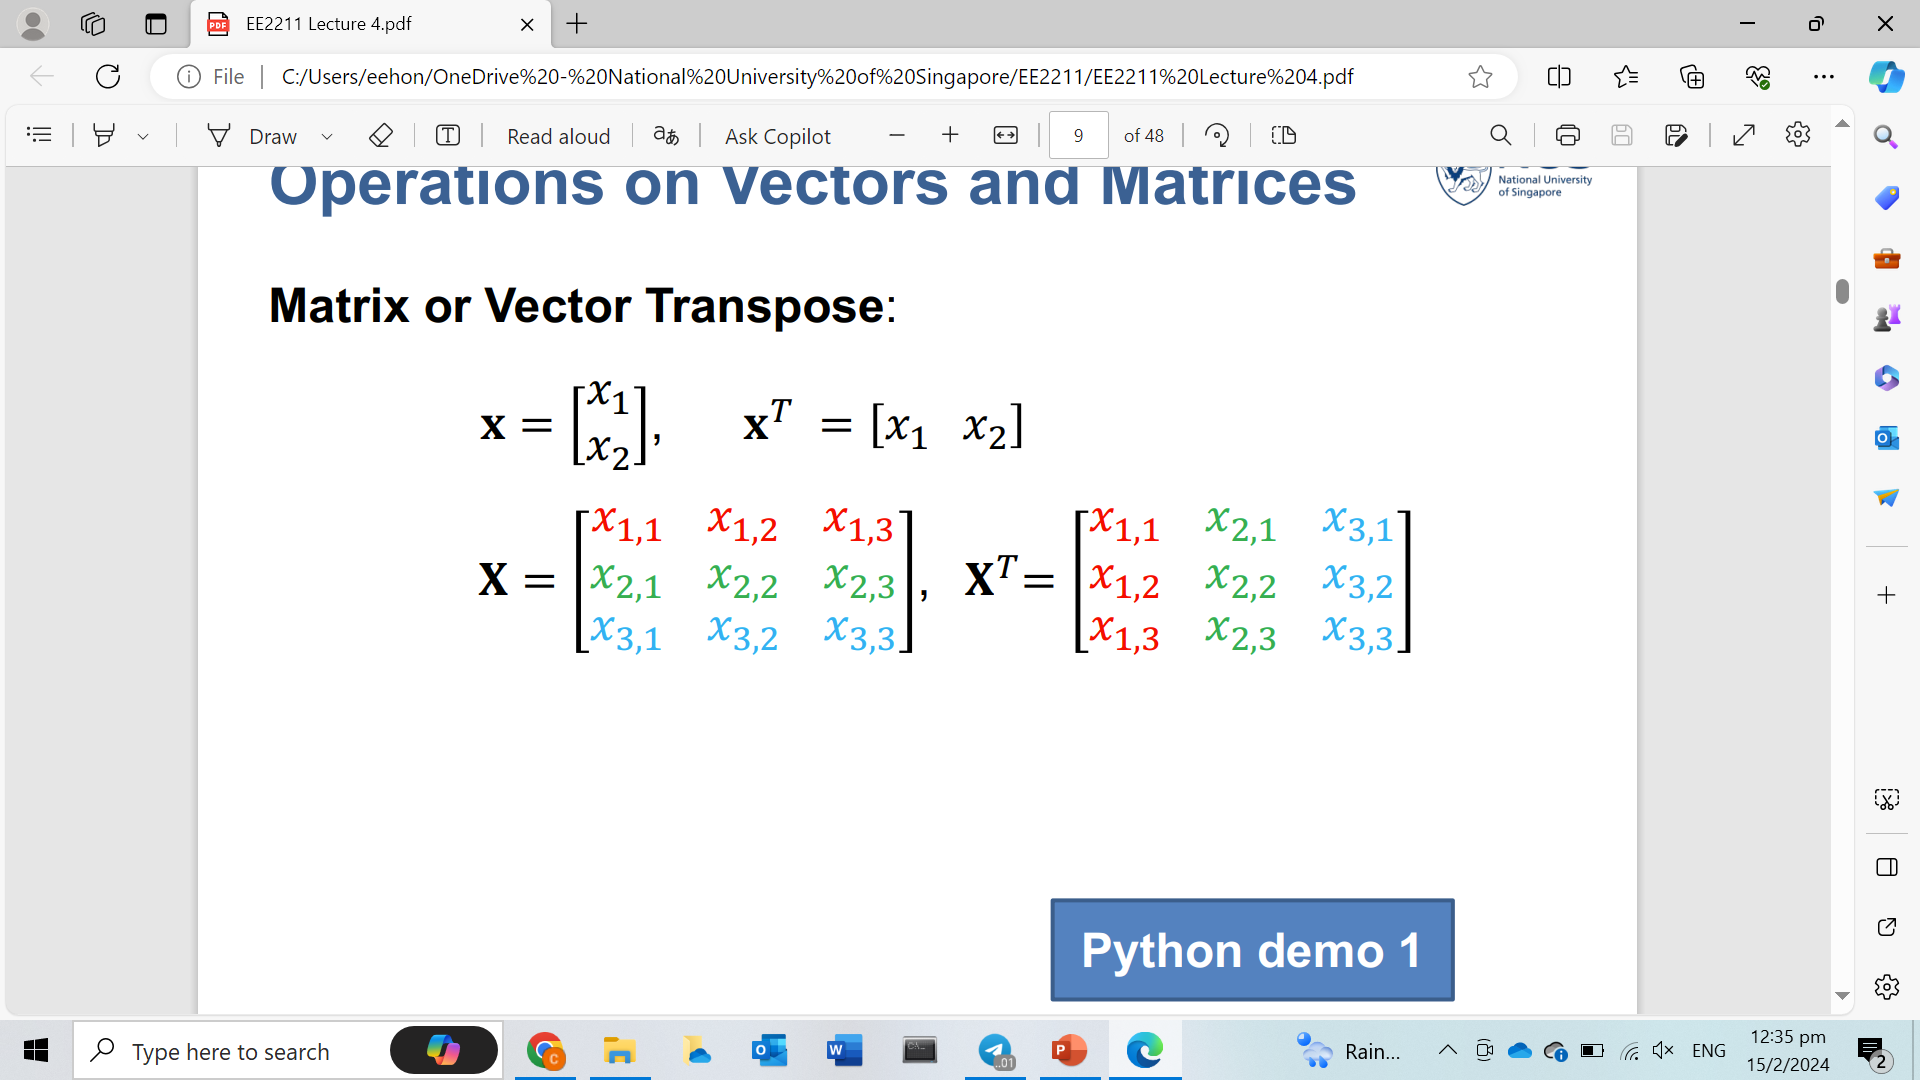 EE2211 Lecture 4.pdf
File
C:/Users/eehon/OneDrive%20-%20National%20University%20of%20Singapore/EE2211/EE2211%20Lecture%204.pdf
Draw Read aloud aあ Ask Copilot 9 of 48
Operations on Vectors and Matrices
National University
of Singapore
Matrix or Vector Transpose:
𝐱 = [x₁; x₂], 𝐱ᵀ = [x₁ x₂]
𝐗 = [x₁,₁ x₁,₂ x₁,₃; x₂,₁ x₂,₂ x₂,₃; x₃,₁ x₃,₂ x₃,₃], 𝐗ᵀ = [x₁,₁ x₂,₁ x₃,₁; x₁,₂ x₂,₂ x₃,₂; x₁,₃ x₂,₃ x₃,₃]
Python demo 1
Type here to search
Rain...
ENG
12:35 pm
15/2/2024
2